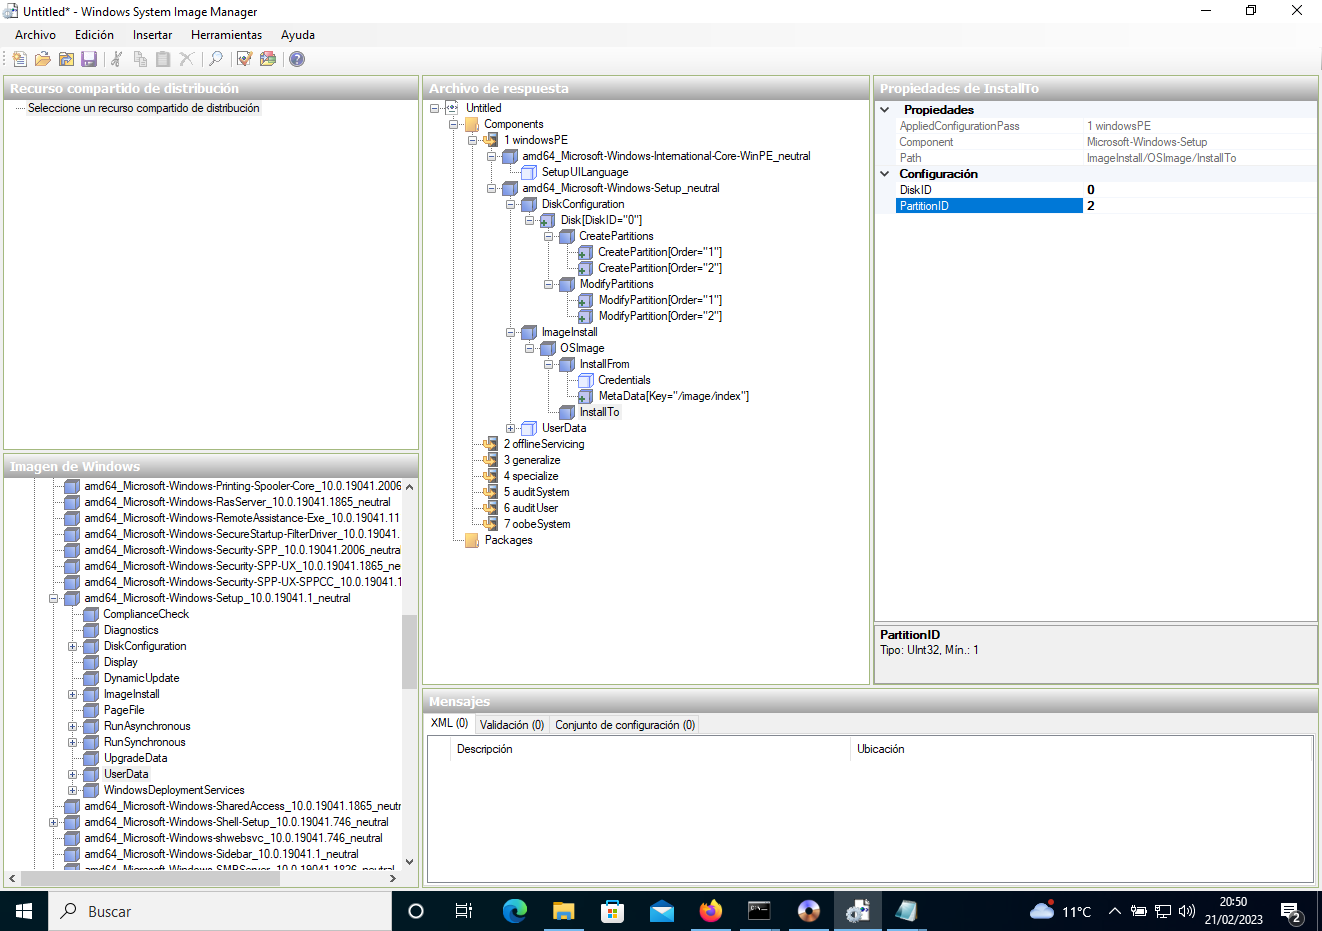 Untitled* - Windows System Image Manager
Archivo Edición Insertar Herramientas Ayuda
Recurso compartido de distribución
Seleccione un recurso compartido de distribución
Imagen de Windows
amd64_Microsoft-Windows-Printing-Spooler-Core_10.0.19041.2006
amd64_Microsoft-Windows-RasServer_10.0.19041.1865_neutral
amd64_Microsoft-Windows-RemoteAssistance-Exe_10.0.19041.11
amd64_Microsoft-Windows-SecureStartup-FilterDriver_10.0.19041.
amd64_Microsoft-Windows-Security-SPP_10.0.19041.2006_neutral
amd64_Microsoft-Windows-Security-SPP-UX_10.0.19041.1865_ne
amd64_Microsoft-Windows-Security-SPP-UX-SPPCC_10.0.19041.1
amd64_Microsoft-Windows-Setup_10.0.19041.1_neutral
ComplianceCheck
Diagnostics
DiskConfiguration
Display
DynamicUpdate
ImageInstall
PageFile
RunAsynchronous
RunSynchronous
UpgradeData
UserData
WindowsDeploymentServices
amd64_Microsoft-Windows-SharedAccess_10.0.19041.1865_neutr
amd64_Microsoft-Windows-Shell-Setup_10.0.19041.746_neutral
amd64_Microsoft-Windows-shwebsvc_10.0.19041.746_neutral
amd64_Microsoft-Windows-Sidebar_10.0.19041.1_neutral
amd64_Microsoft-Windows-SMBServer_10.0.19041.1826_neutral
Archivo de respuesta
Untitled
Components
1 windowsPE
amd64_Microsoft-Windows-International-Core-WinPE_neutral
SetupUILanguage
amd64_Microsoft-Windows-Setup_neutral
DiskConfiguration
Disk[DiskID="0"]
CreatePartitions
CreatePartition[Order="1"]
CreatePartition[Order="2"]
ModifyPartitions
ModifyPartition[Order="1"]
ModifyPartition[Order="2"]
ImageInstall
OSImage
InstallFrom
Credentials
MetaData[Key="/image/index"]
InstallTo
UserData
2 offlineServicing
3 generalize
4 specialize
5 auditSystem
6 auditUser
7 oobeSystem
Packages
Propiedades de InstallTo
Propiedades
AppliedConfigurationPass 1 windowsPE
Component Microsoft-Windows-Setup
Path ImageInstall/OSImage/InstallTo
Configuración
DiskID 0
PartitionID 2
PartitionID
Tipo: UInt32, Mín.: 1
Mensajes
XML (0) Validación (0) Conjunto de configuración (0)
Descripción Ubicación
Buscar
11°C
20:50
21/02/2023
2